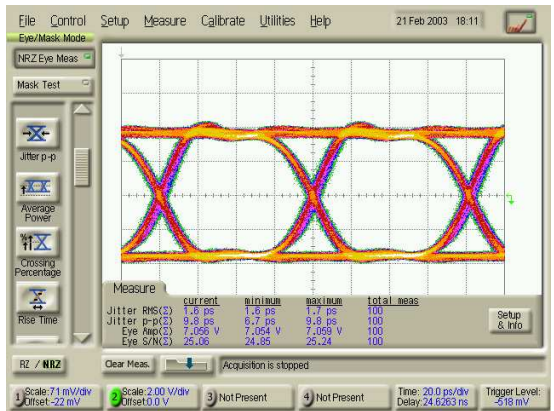 File Control Setup Measure Calibrate Utilities Help 21 Feb 2003 18:11
Eye/Mask Mode
NRZ Eye Meas
Mask Test
Jitter p-p
Average
Power
Crossing
Percentage
Rise Time
Measure
current minimum maximum total meas
Jitter RMS(Σ) 1.6 ps 1.6 ps 1.7 ps 100
Jitter p-p(Σ) 9.8 ps 6.7 ps 9.8 ps 100
Eye Amp(Σ) 7.056 V 7.054 V 7.059 V 100
Eye S/N(Σ) 25.06 24.85 25.24 100
Setup
& Info
RZ / NRZ
Clear Meas.
Acquisition is stopped
1 Scale:71 mV/div
Offset:-22 mV
2 Scale:2.00 V/div
Offset:0.0 V
3 Not Present
4 Not Present
Time: 20.0 ps/div
Delay:24.6263 ns
Trigger Level:
-518 mV